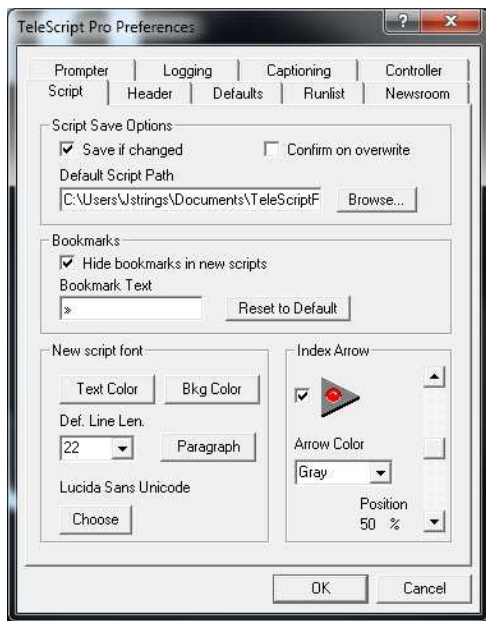 TeleScript Pro Preferences
? X
Prompter Logging Captioning Controller
Script Header Defaults Runlist Newsroom
Script Save Options
Save if changed Confirm on overwrite
Default Script Path
C:\Users\Jstrings\Documents\TeleScriptF Browse...
Bookmarks
Hide bookmarks in new scripts
Bookmark Text
» Reset to Default
New script font
Text Color Bkg Color
Def. Line Len.
22 Paragraph
Lucida Sans Unicode
Choose
Index Arrow
Arrow Color
Gray
Position
50 %
OK Cancel